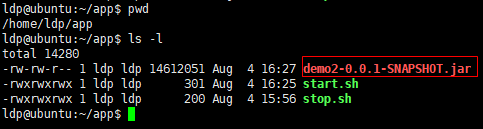 ldp@ubuntu:~/app$ pwd
/home/ldp/app
ldp@ubuntu:~/app$ ls -l
total 14280
-rw-rw-r-- 1 ldp ldp 14612051 Aug  4 16:27 demo2-0.0.1-SNAPSHOT.jar
-rwxrwxrwx 1 ldp ldp      301 Aug  4 16:25 start.sh
-rwxrwxrwx 1 ldp ldp      200 Aug  4 15:56 stop.sh
ldp@ubuntu:~/app$